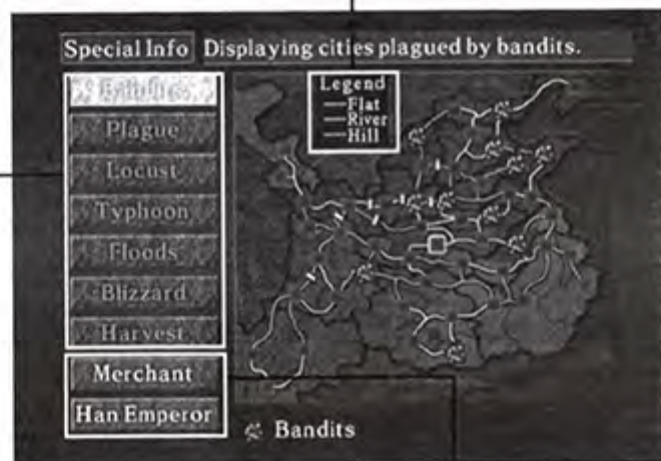 Special Info Displaying cities plagued by bandits.
Legend
Flat
River
Hill
Plague
Locust
Typhoon
Floods
Blizzard
Harvest
Merchant
Han Emperor
Bandits